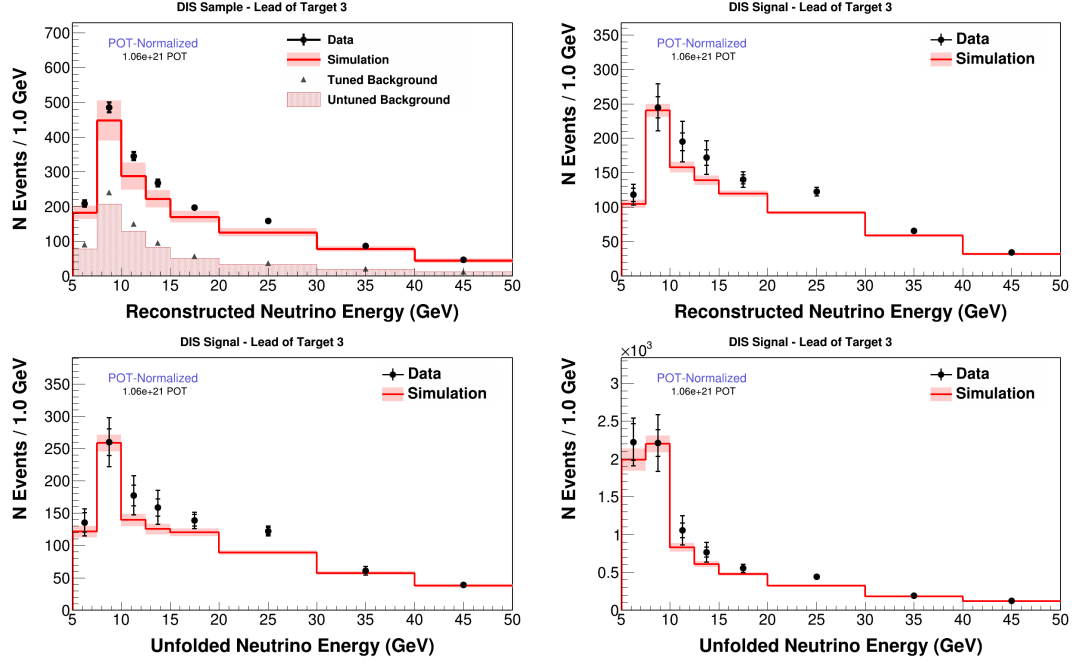 DIS Sample - Lead of Target 3
N Events / 1.0 GeV
700
600
500
400
300
200
100
0
POT-Normalized
1.06e+21 POT
Data
Simulation
Tuned Background
Untuned Background
5 10 15 20 25 30 35 40 45 50
Reconstructed Neutrino Energy (GeV)
DIS Signal - Lead of Target 3
N Events / 1.0 GeV
350
300
250
200
150
100
50
0
POT-Normalized
1.06e+21 POT
Data
Simulation
5 10 15 20 25 30 35 40 45 50
Reconstructed Neutrino Energy (GeV)
DIS Signal - Lead of Target 3
N Events / 1.0 GeV
350
300
250
200
150
100
50
0
POT-Normalized
1.06e+21 POT
Data
Simulation
5 10 15 20 25 30 35 40 45 50
Unfolded Neutrino Energy (GeV)
DIS Signal - Lead of Target 3
×10³
N Events / 1.0 GeV
3
2.5
2
1.5
1
0.5
0
POT-Normalized
1.06e+21 POT
Data
Simulation
5 10 15 20 25 30 35 40 45 50
Unfolded Neutrino Energy (GeV)